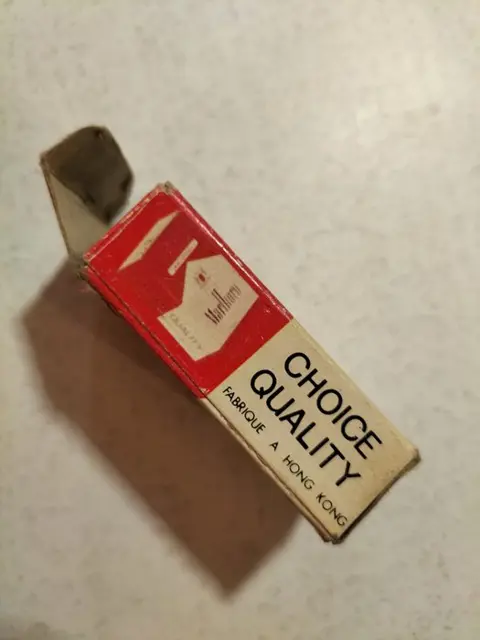 Marlboro
CHOICE
QUALITY
FABRIQUE A HONG KONG